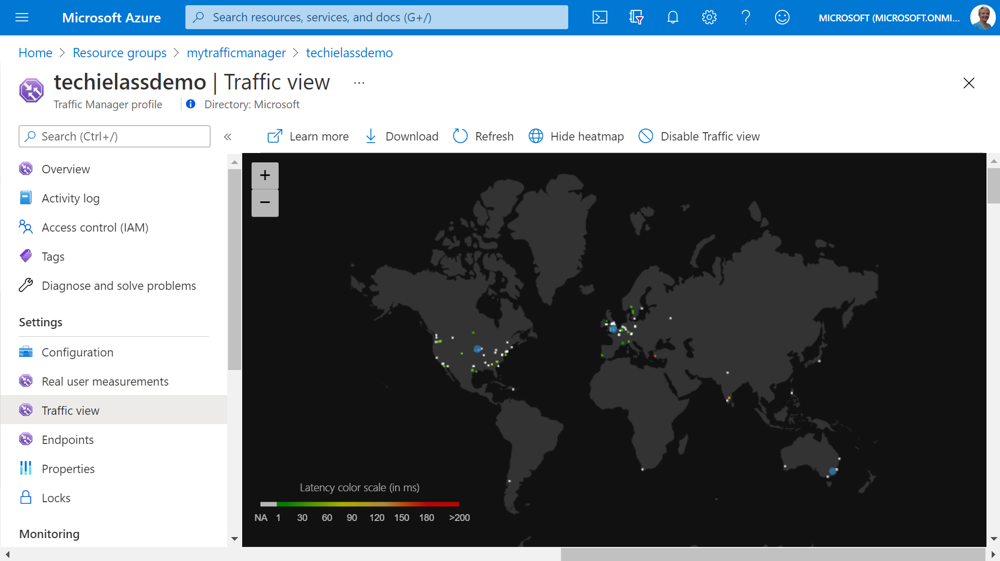 Microsoft Azure
Search resources, services, and docs (G+/)
MICROSOFT (MICROSOFT.ONMI...
Home > Resource groups > mytrafficmanager > techielassdemo
techielassdemo | Traffic view ...
Traffic Manager profile
Directory: Microsoft
Search (Ctrl+/)
«
Learn more
Download
Refresh
Hide heatmap
Disable Traffic view
Overview
Activity log
Access control (IAM)
Tags
Diagnose and solve problems
Settings
Configuration
Real user measurements
Traffic view
Endpoints
Properties
Locks
Monitoring
+
−
Latency color scale (in ms)
NA 1 30 60 90 120 150 180 >200